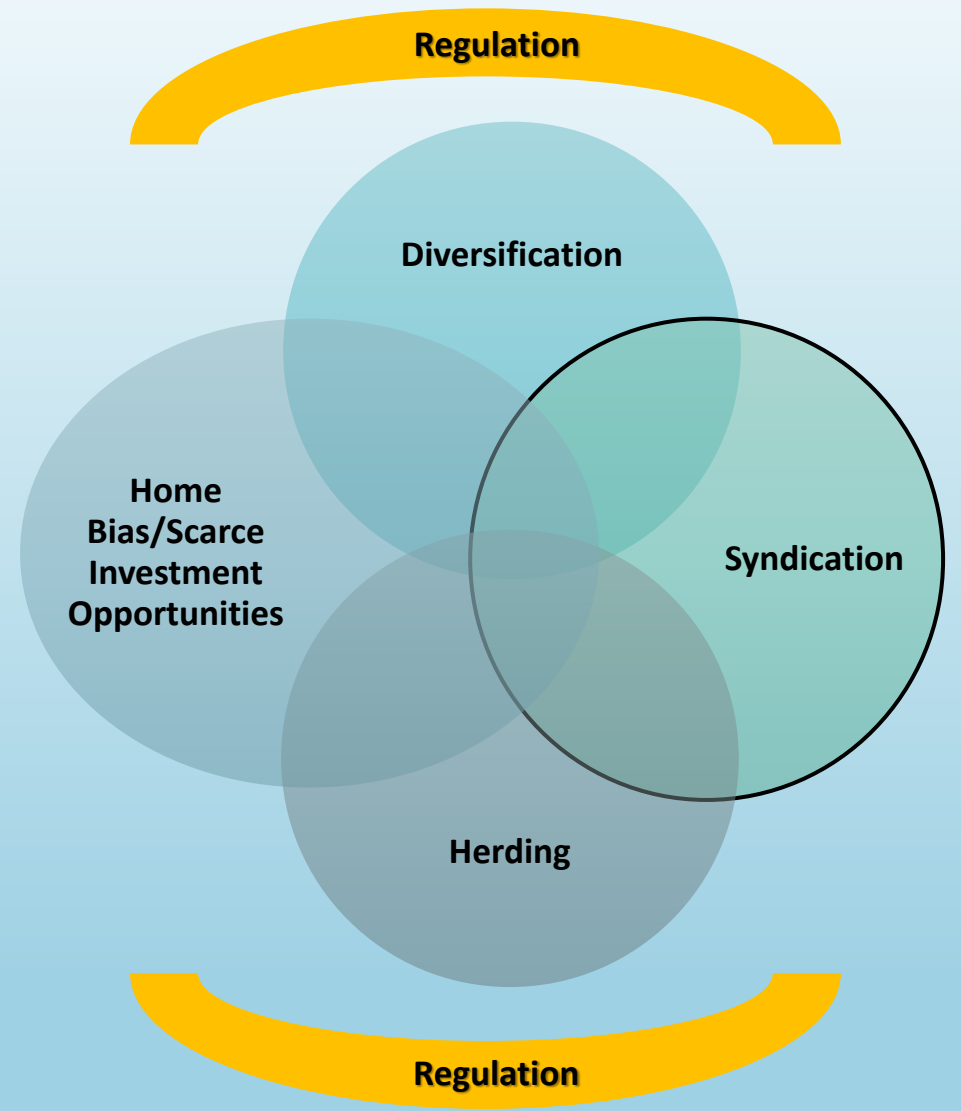 Regulation
Diversification
Home
Bias/Scarce
Investment
Opportunities
Syndication
Herding
Regulation